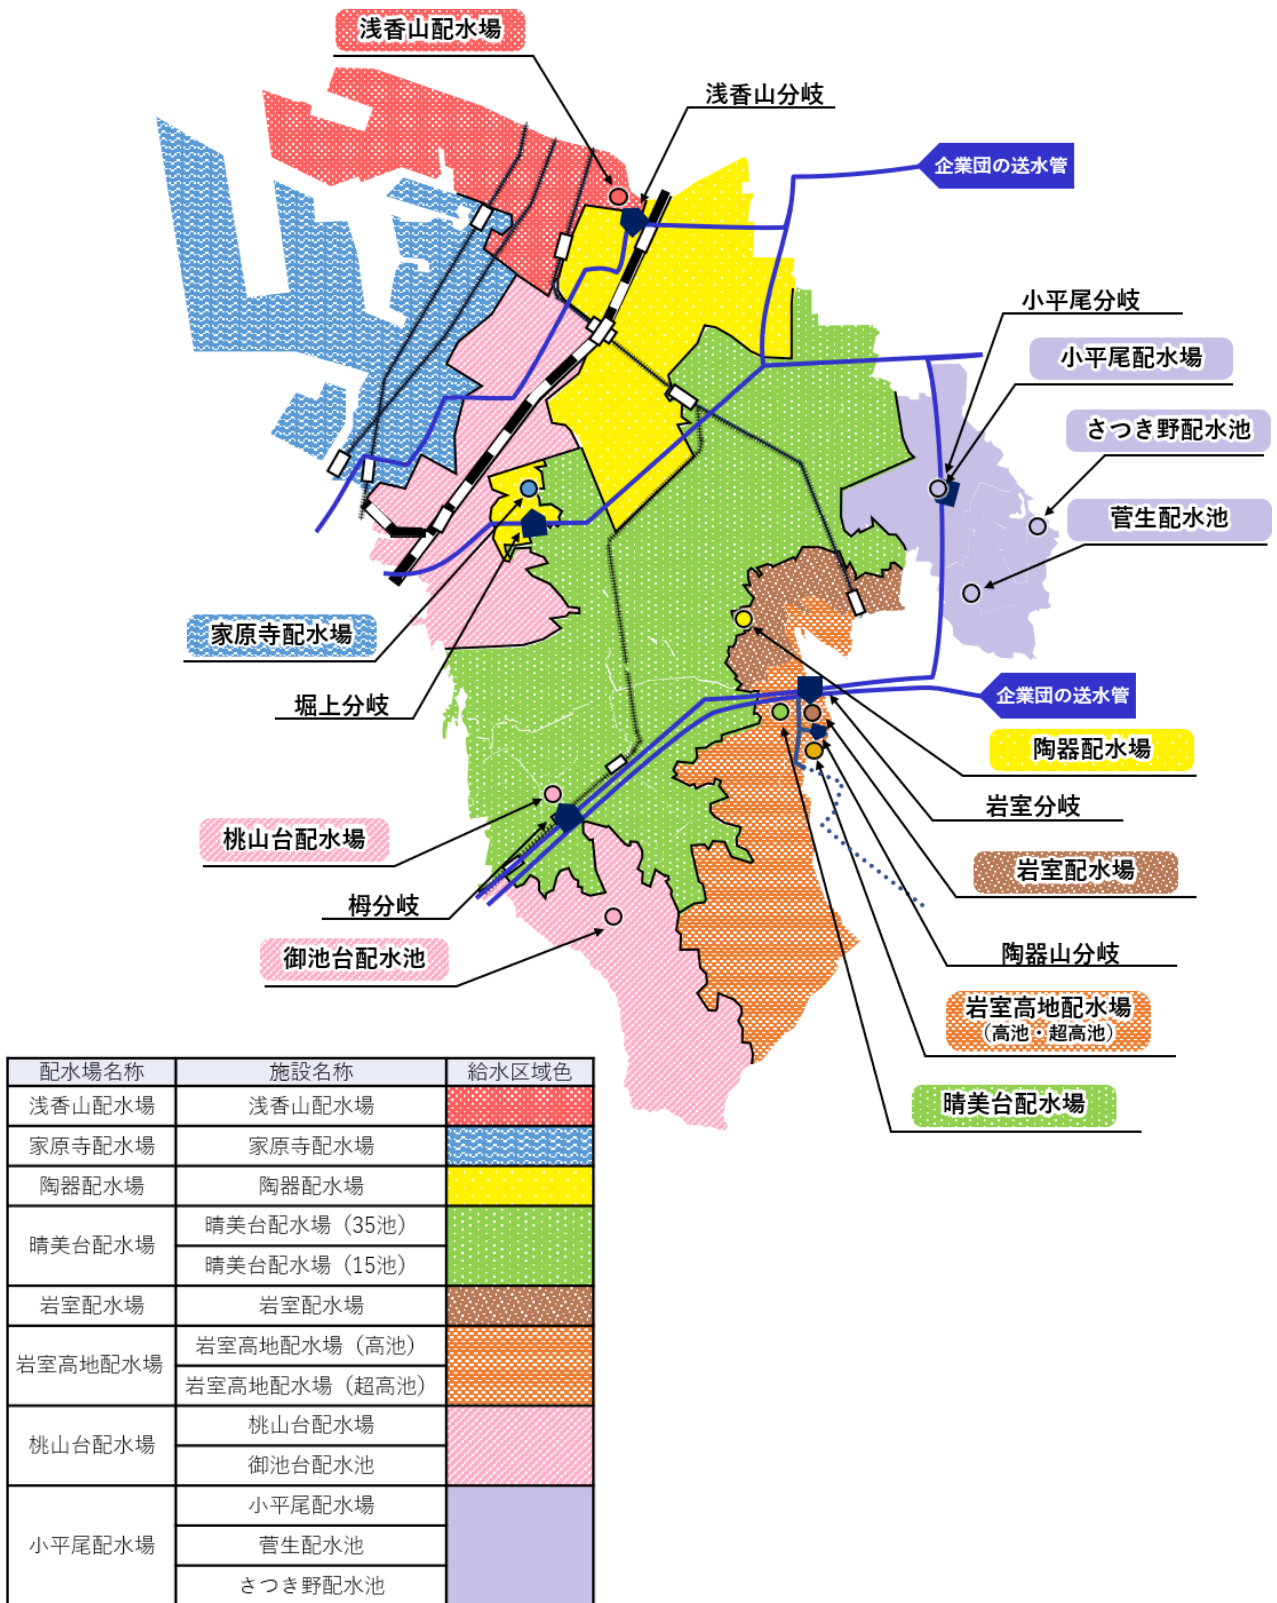 浅香山配水場
浅香山分岐
企業団の送水管
小平尾分岐
小平尾配水場
さつき野配水池
菅生配水池
家原寺配水場
堀上分岐
企業団の送水管
陶器配水場
岩室分岐
桃山台配水場
岩室配水場
栂分岐
御池台配水池
陶器山分岐
岩室高地配水場
(高池・超高池)
晴美台配水場
配水場名称 施設名称 給水区域色
浅香山配水場 浅香山配水場
家原寺配水場 家原寺配水場
陶器配水場 陶器配水場
晴美台配水場 晴美台配水場（35池）
晴美台配水場（15池）
岩室配水場 岩室配水場
岩室高地配水場 岩室高地配水場（高池）
岩室高地配水場（超高池）
桃山台配水場 桃山台配水場
御池台配水池
小平尾配水場 小平尾配水場
菅生配水池
さつき野配水池